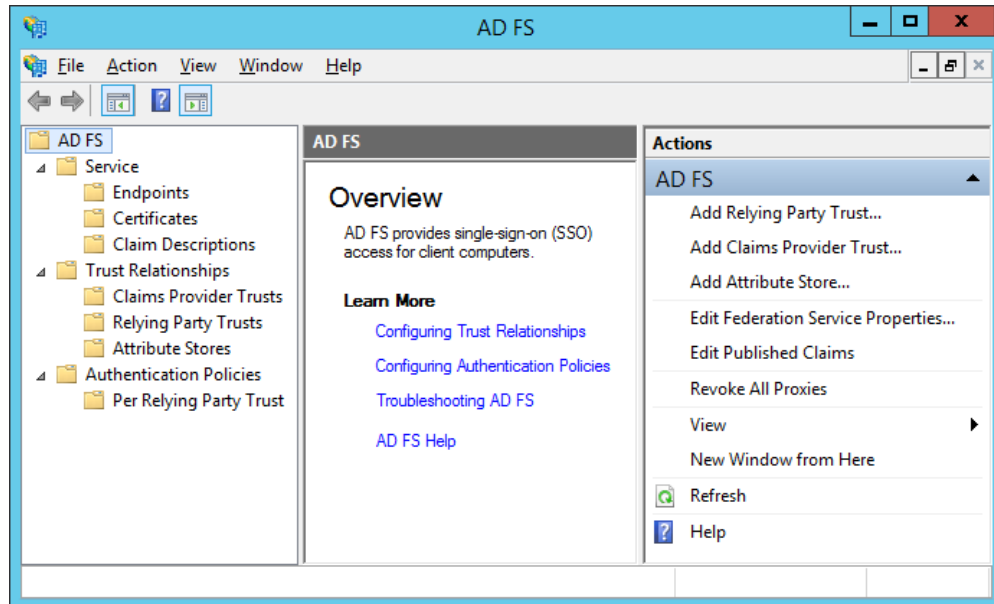 AD FS
File Action View Window Help
AD FS
Service
Endpoints
Certificates
Claim Descriptions
Trust Relationships
Claims Provider Trusts
Relying Party Trusts
Attribute Stores
Authentication Policies
Per Relying Party Trust
AD FS
Overview
AD FS provides single-sign-on (SSO)
access for client computers.
Learn More
Configuring Trust Relationships
Configuring Authentication Policies
Troubleshooting AD FS
AD FS Help
Actions
AD FS
Add Relying Party Trust...
Add Claims Provider Trust...
Add Attribute Store...
Edit Federation Service Properties...
Edit Published Claims
Revoke All Proxies
View
New Window from Here
Refresh
Help